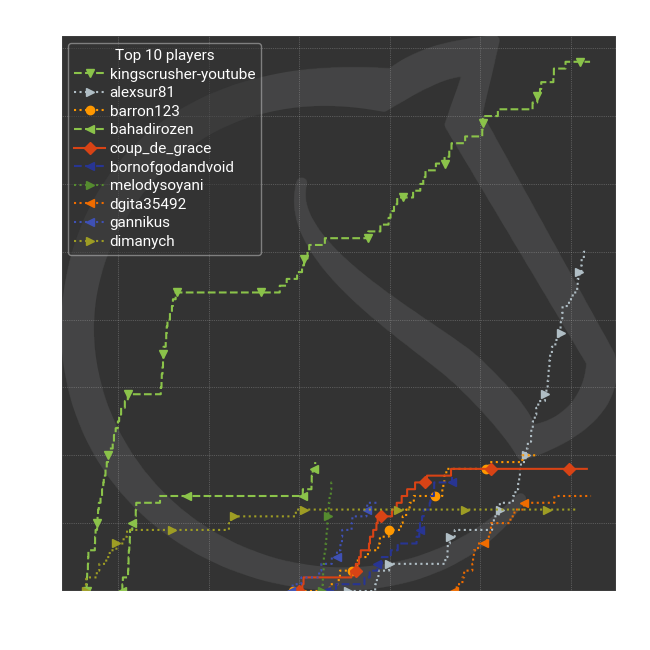 Top 10 players
kingscrusher-youtube
alexsur81
barron123
bahadirozen
coup_de_grace
bornofgodandvoid
melodysoyani
dgita35492
gannikus
dimanych